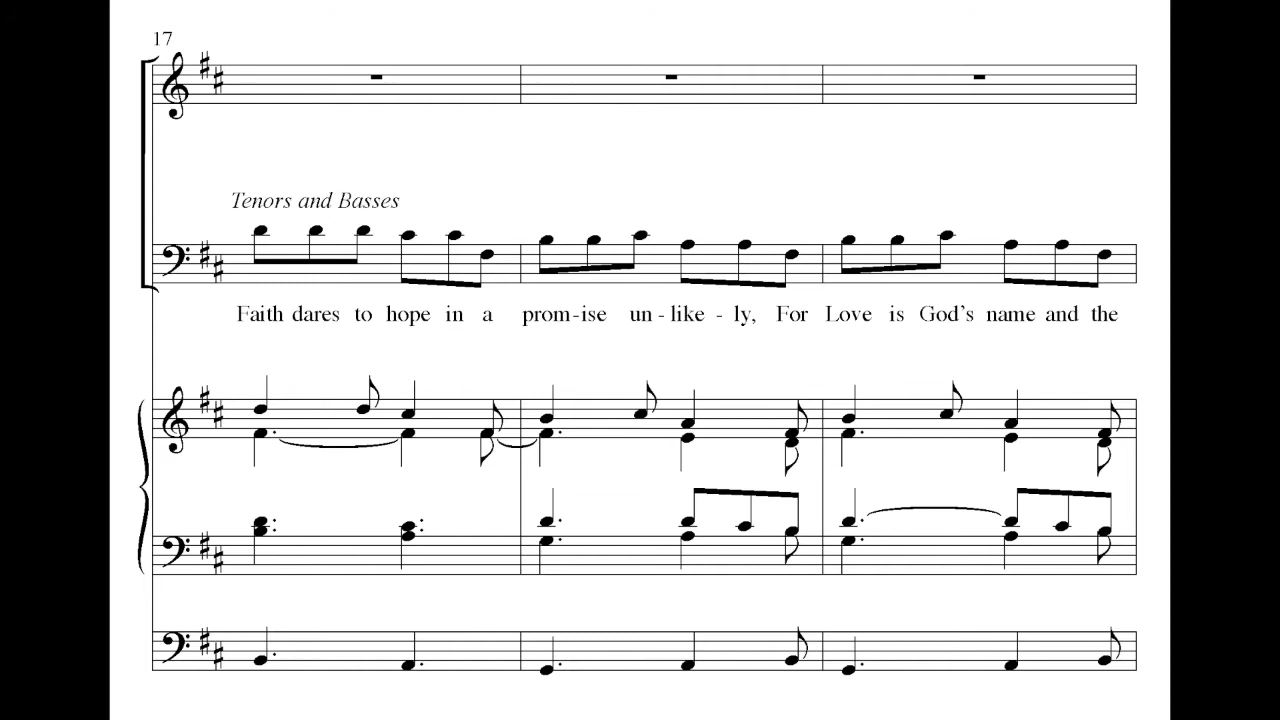 17
Tenors and Basses
Faith dares to hope in a prom - ise un - like - ly, For Love is God's name and the